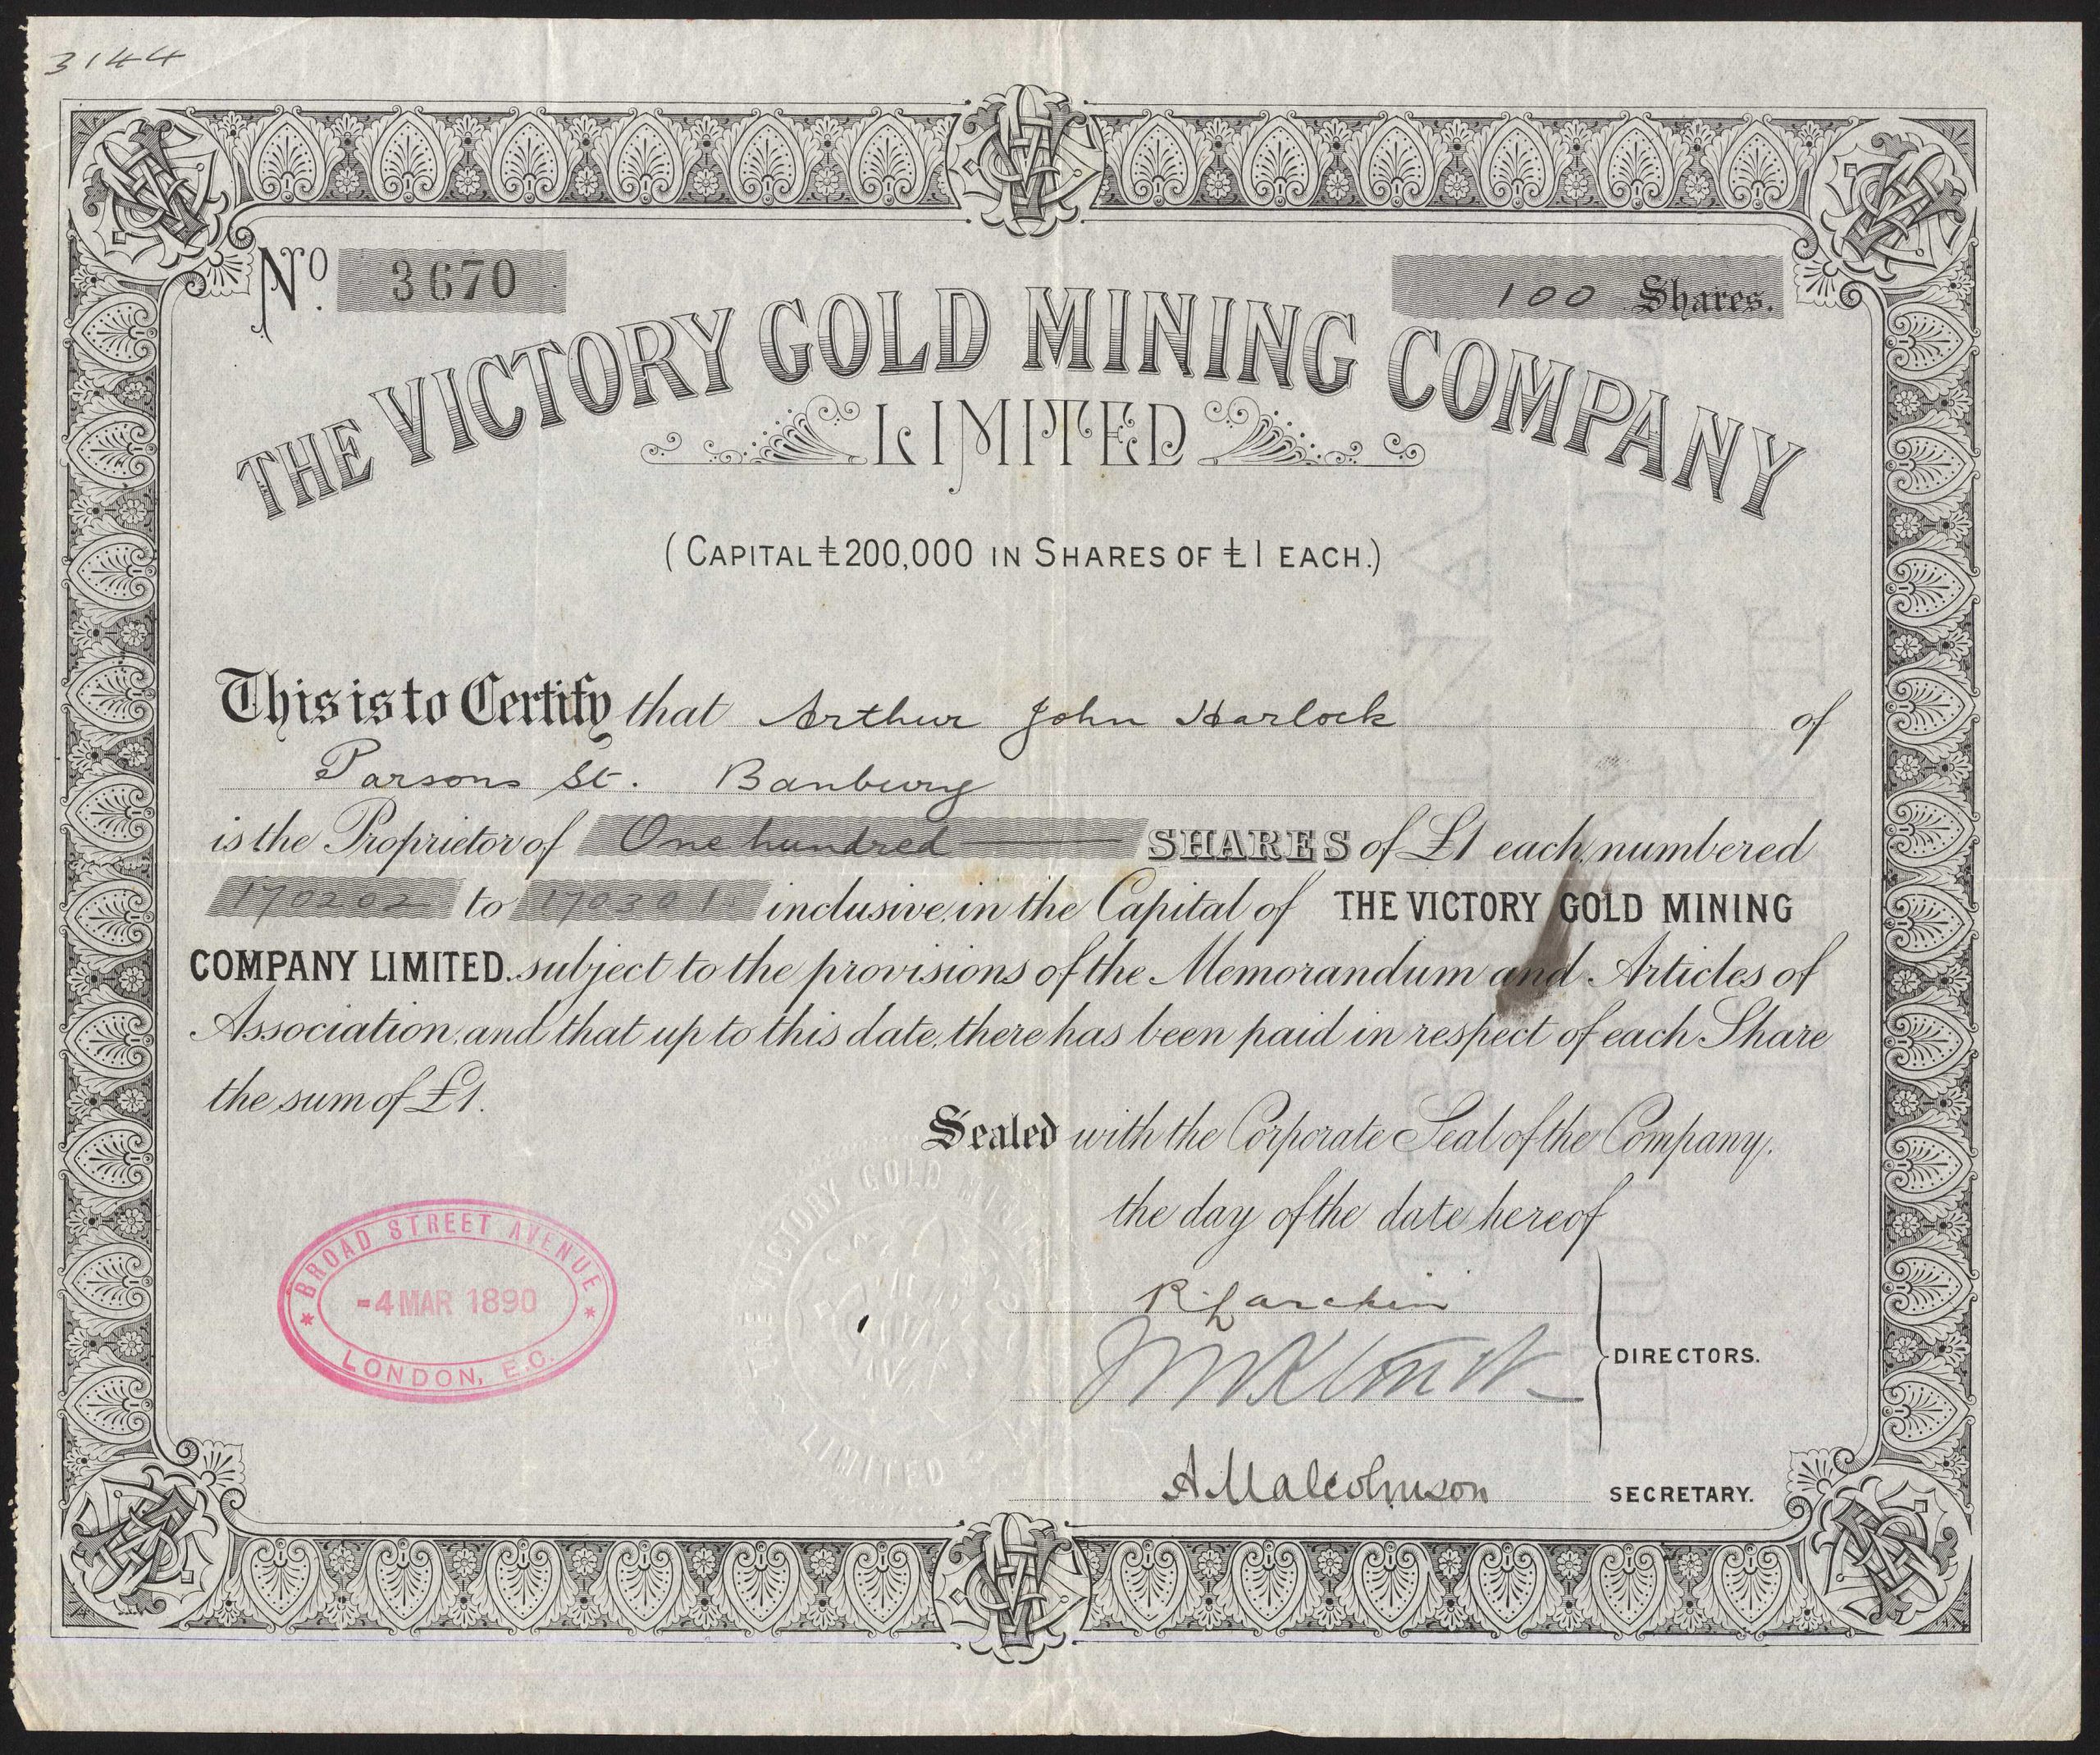 3144
No. 3670
100 Shares.
THE VICTORY GOLD MINING COMPANY
LIMITED
(CAPITAL £200,000 IN SHARES OF £1 EACH.)
This is to Certify that Arthur John Harlock of
Parsons St. Banbury
is the Proprietor of One hundred SHARES of £1 each, numbered
170202 to 170301 inclusive, in the Capital of THE VICTORY GOLD MINING
COMPANY LIMITED. subject to the provisions of the Memorandum and Articles of
Association, and that up to this date, there has been paid in respect of each Share
the sum of £1.
Sealed with the Corporate Seal of the Company,
the day of the date hereof
BROAD STREET AVENUE
-4 MAR 1890
LONDON, E.C.
THE VICTORY GOLD MINING
LIMITED
R. Larchin
DIRECTORS.
A Malcolmson
SECRETARY.